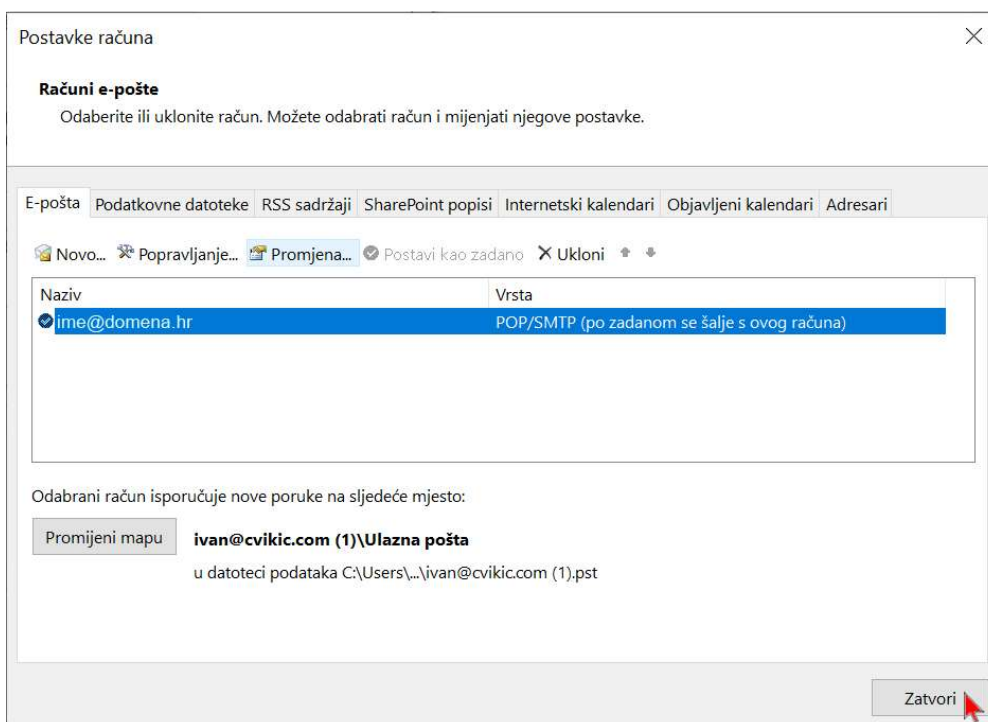 Postavke računa
Računi e-pošte
Odaberite ili uklonite račun. Možete odabrati račun i mijenjati njegove postavke.
E-pošta Podatkovne datoteke RSS sadržaji SharePoint popisi Internetski kalendari Objavljeni kalendari Adresari
Novo... Popravljanje... Promjena... Postavi kao zadano Ukloni
Naziv Vrsta
ime@domena.hr POP/SMTP (po zadanom se šalje s ovog računa)
Odabrani račun isporučuje nove poruke na sljedeće mjesto:
Promijeni mapu ivan@cvikic.com (1)\Ulazna pošta
u datoteci podataka C:\Users\...\ivan@cvikic.com (1).pst
Zatvori